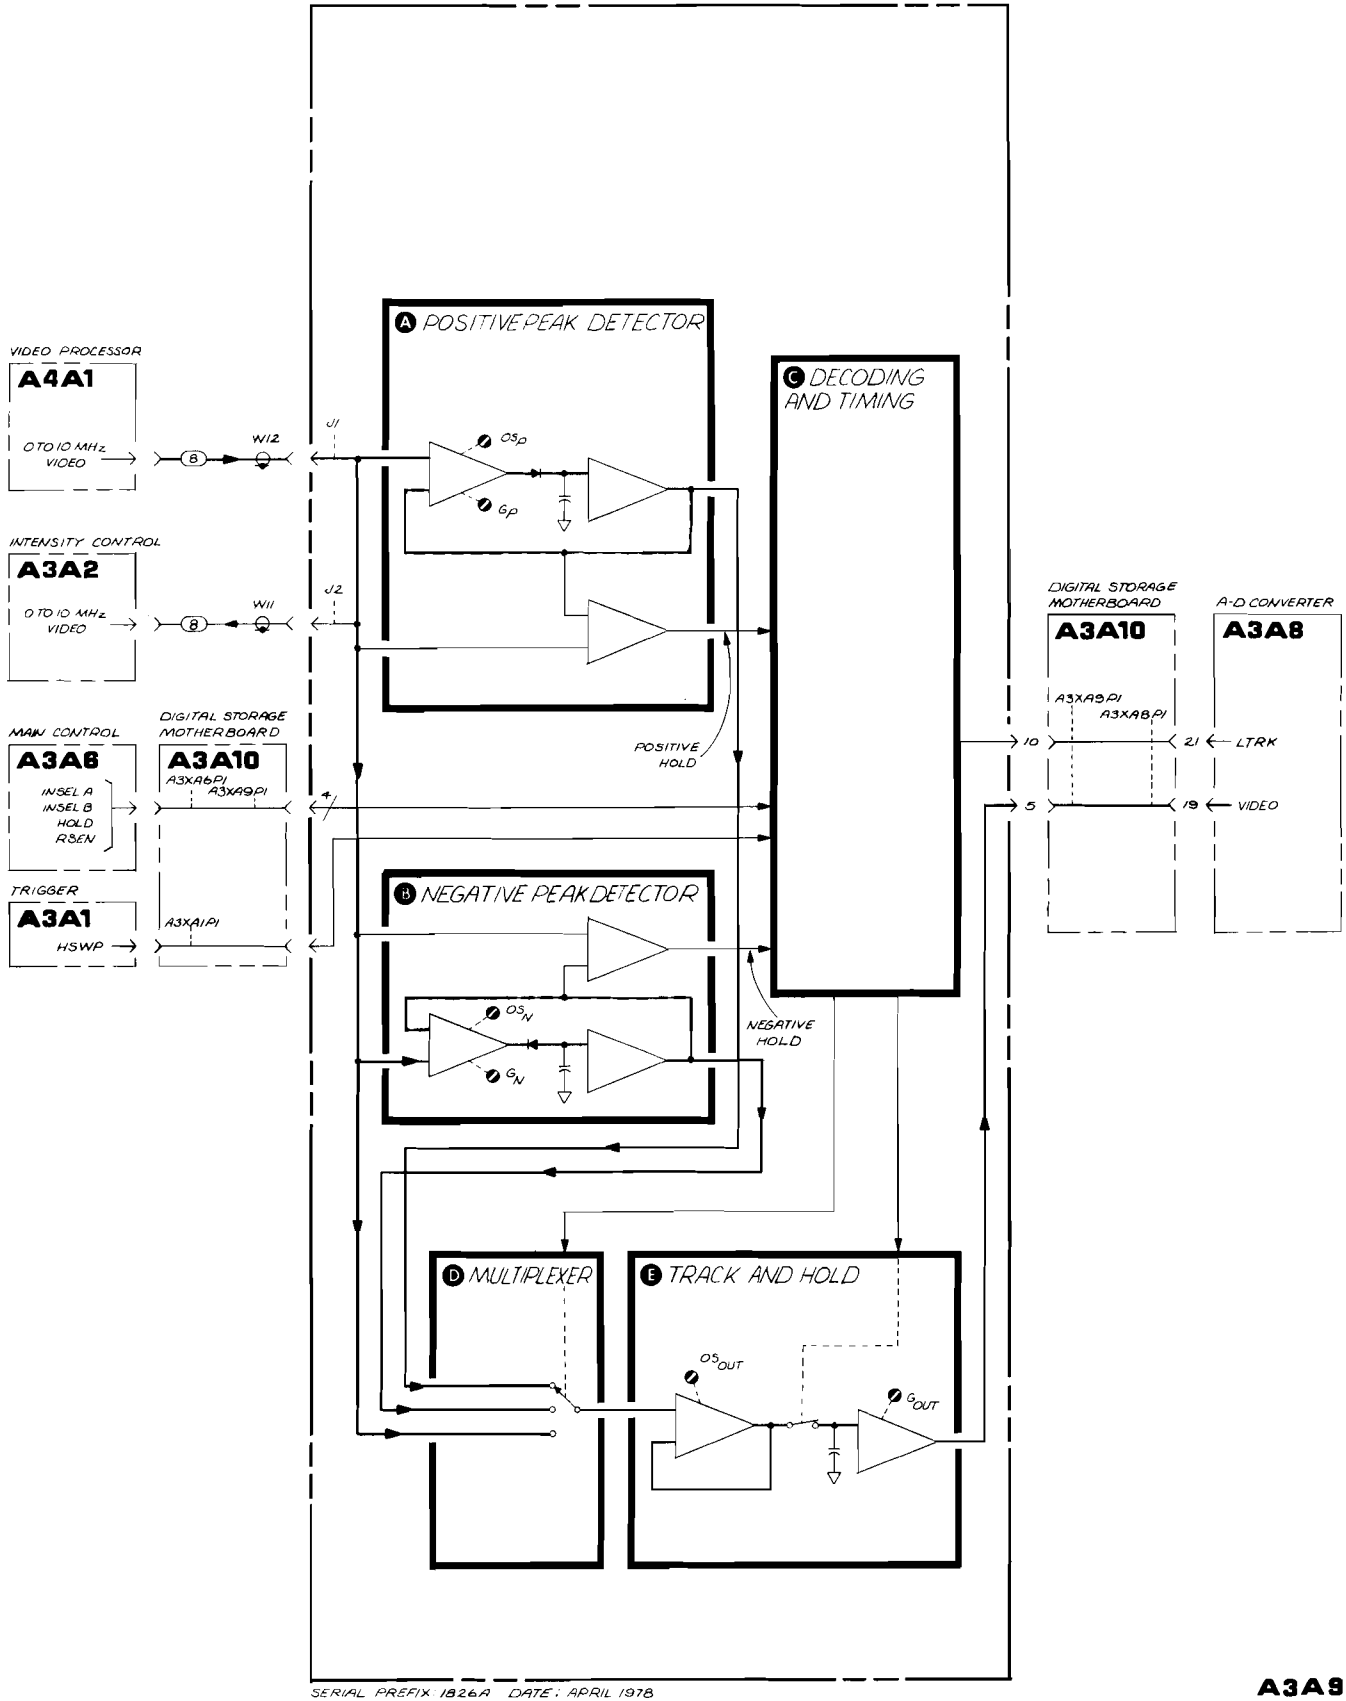 A POSITIVE PEAK DETECTOR
OSP
GP
C DECODING
AND TIMING
VIDEO PROCESSOR
A4A1
0 TO 10 MHz
VIDEO
8
W12
J1
INTENSITY CONTROL
A3A2
0 TO 10 MHz
VIDEO
8
W11
J2
MAIN CONTROL
A3A6
INSEL A
INSEL B
HOLD
RSEN
DIGITAL STORAGE
MOTHERBOARD
A3A10
A3XA6P1
A3XA9P1
4
TRIGGER
A3A1
HSWP
A3XA1P1
POSITIVE
HOLD
DIGITAL STORAGE
MOTHERBOARD
A3A10
A3XA9P1
A3XA8P1
10
5
A-D CONVERTER
A3A8
21
LTRK
19
VIDEO
B NEGATIVE PEAK DETECTOR
OSN
GN
NEGATIVE
HOLD
D MULTIPLEXER
E TRACK AND HOLD
OSOUT
GOUT
SERIAL PREFIX: 1826A DATE: APRIL 1978
A3A9